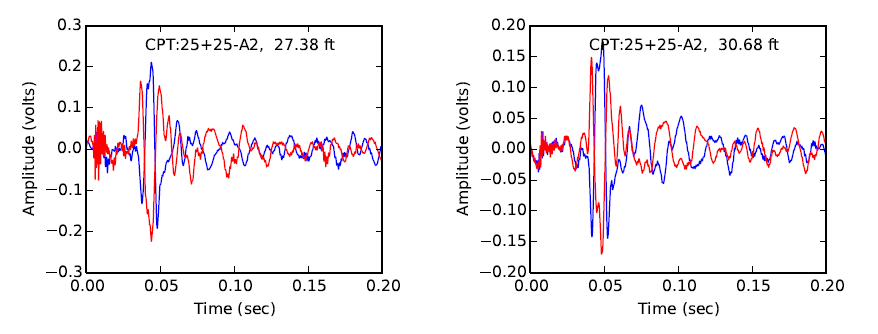 CPT:25+25-A2, 27.38 ft
0.3
0.2
0.1
0.0
−0.1
−0.2
−0.3
Amplitude (volts)
0.00 0.05 0.10 0.15 0.20
Time (sec)
CPT:25+25-A2, 30.68 ft
0.20
0.15
0.10
0.05
0.00
−0.05
−0.10
−0.15
−0.20
Amplitude (volts)
0.00 0.05 0.10 0.15 0.20
Time (sec)